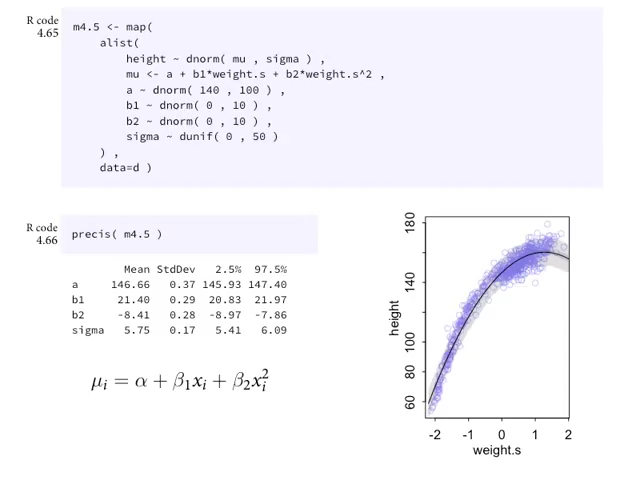 R code
4.65
m4.5 <- map(
alist(
height ~ dnorm( mu , sigma ) ,
mu <- a + b1*weight.s + b2*weight.s^2 ,
a ~ dnorm( 140 , 100 ) ,
b1 ~ dnorm( 0 , 10 ) ,
b2 ~ dnorm( 0 , 10 ) ,
sigma ~ dunif( 0 , 50 )
) ,
data=d )
R code
4.66
precis( m4.5 )
Mean StdDev 2.5% 97.5%
a 146.66 0.37 145.93 147.40
b1 21.40 0.29 20.83 21.97
b2 -8.41 0.28 -8.97 -7.86
sigma 5.75 0.17 5.41 6.09
μᵢ = α + β₁xᵢ + β₂xᵢ²
height
180
140
100
80
60
-2 -1 0 1 2
weight.s